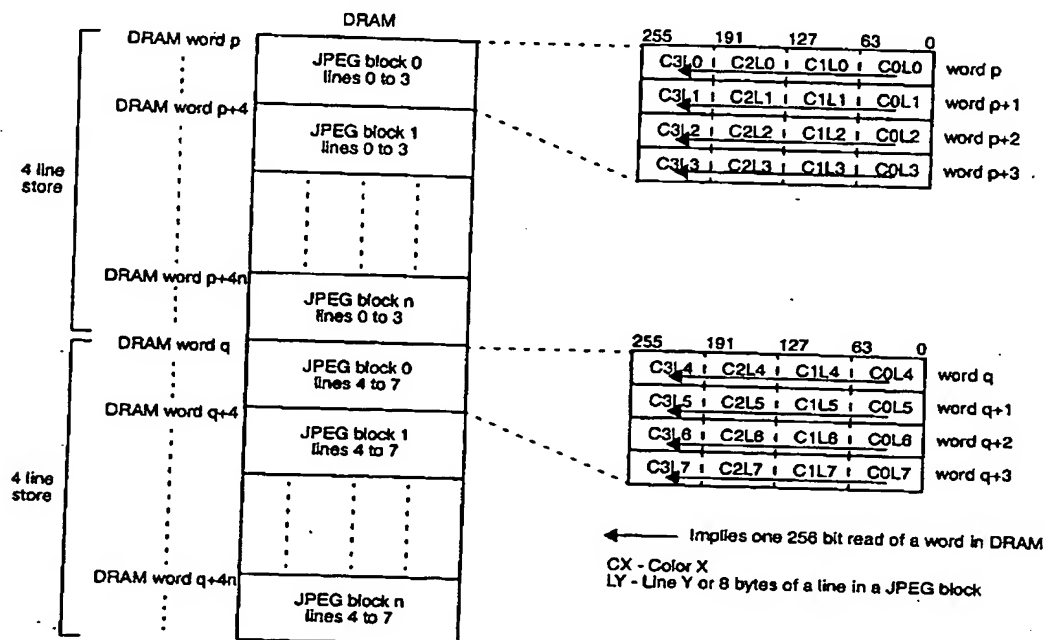 DRAM
DRAM word p
JPEG block 0
lines 0 to 3
DRAM word p+4
JPEG block 1
lines 0 to 3
4 line
store
DRAM word p+4n
JPEG block n
lines 0 to 3
DRAM word q
JPEG block 0
lines 4 to 7
DRAM word q+4
JPEG block 1
lines 4 to 7
4 line
store
DRAM word q+4n
JPEG block n
lines 4 to 7
255 191 127 63 0
C3L0 C2L0 C1L0 C0L0 word p
C3L1 C2L1 C1L1 C0L1 word p+1
C3L2 C2L2 C1L2 C0L2 word p+2
C3L3 C2L3 C1L3 C0L3 word p+3
255 191 127 63 0
C3L4 C2L4 C1L4 C0L4 word q
C3L5 C2L5 C1L5 C0L5 word q+1
C3L6 C2L6 C1L6 C0L6 word q+2
C3L7 C2L7 C1L7 C0L7 word q+3
Implies one 256 bit read of a word in DRAM
CX - Color X
LY - Line Y or 8 bytes of a line in a JPEG block